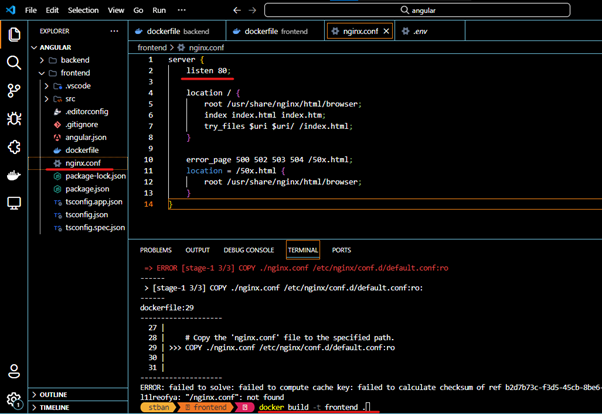 File Edit Selection View Go Run ···
angular
EXPLORER ···
ANGULAR
backend
frontend
.vscode
src
.editorconfig
.gitignore
angular.json
dockerfile
nginx.conf
package-lock.json
package.json
tsconfig.app.json
tsconfig.json
tsconfig.spec.json
OUTLINE
TIMELINE
dockerfile backend
dockerfile frontend
nginx.conf
.env
frontend > nginx.conf
1 server {
2 listen 80;
3
4 location / {
5 root /usr/share/nginx/html/browser;
6 index index.html index.htm;
7 try_files $uri $uri/ /index.html;
8 }
9
10 error_page 500 502 503 504 /50x.html;
11 location = /50x.html {
12 root /usr/share/nginx/html/browser;
13 }
14 }
PROBLEMS OUTPUT DEBUG CONSOLE TERMINAL PORTS
=> ERROR [stage-1 3/3] COPY ./nginx.conf /etc/nginx/conf.d/default.conf:ro
------
> [stage-1 3/3] COPY ./nginx.conf /etc/nginx/conf.d/default.conf:ro:
------
dockerfile:29
--------------------
27 |
28 | # Copy the 'nginx.conf' file to the specified path.
29 | >>> COPY ./nginx.conf /etc/nginx/conf.d/default.conf:ro
30 |
31 |
--------------------
ERROR: failed to solve: failed to compute cache key: failed to calculate checksum of ref b2d7b73c-f3d5-45cb-8be6-
: "/nginx.conf": not found
stban frontend docker build -t frontend .